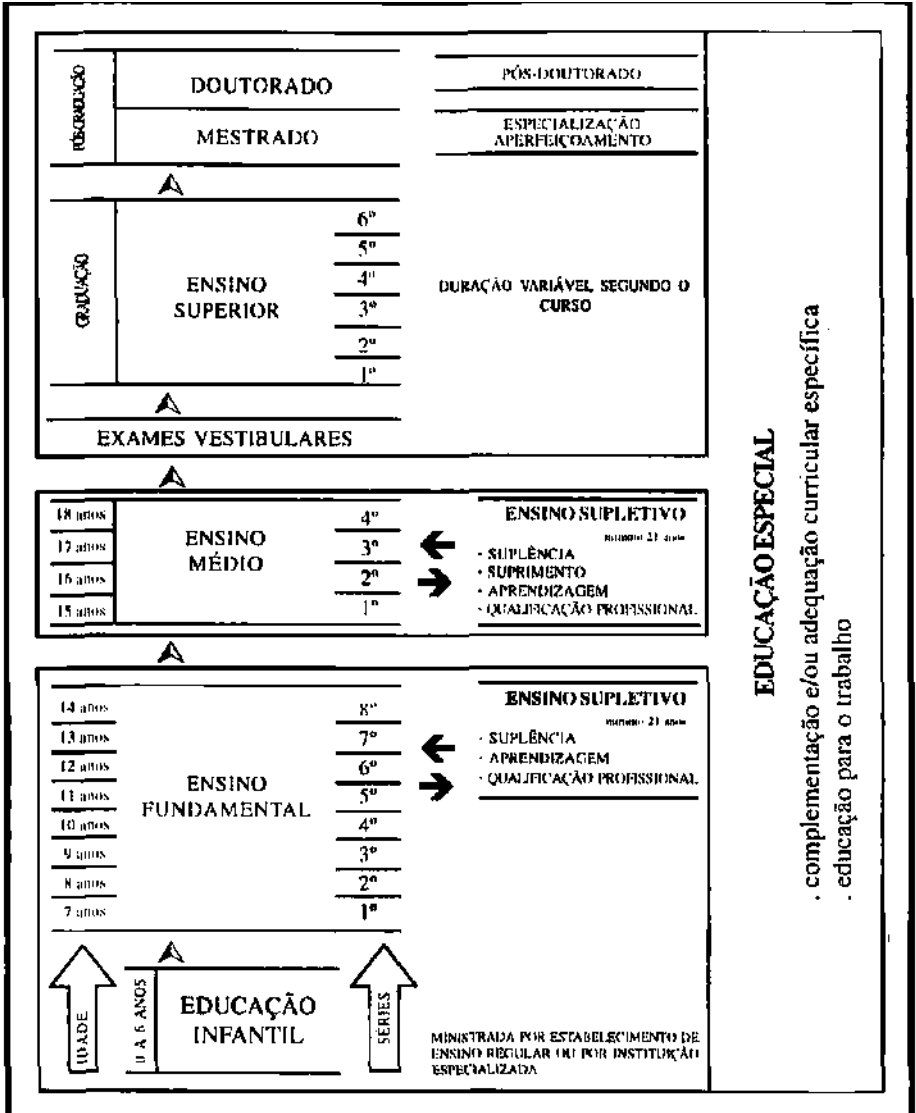 PÓS-GRADUAÇÃO
DOUTORADO
MESTRADO
PÓS-DOUTORADO
ESPECIALIZAÇÃO
APERFEIÇOAMENTO
GRADUAÇÃO
ENSINO
SUPERIOR
6º
5º
4º
3º
2º
1º
DURAÇÃO VARIÁVEL SEGUNDO O
CURSO
EXAMES VESTIBULARES
18 anos
17 anos
16 anos
15 anos
ENSINO
MÉDIO
4º
3º
2º
1º
ENSINO SUPLETIVO
21 anos
· SUPLÊNCIA
· SUPRIMENTO
· APRENDIZAGEM
· QUALIFICAÇÃO PROFISSIONAL
14 anos
13 anos
12 anos
11 anos
10 anos
9 anos
8 anos
7 anos
ENSINO
FUNDAMENTAL
8º
7º
6º
5º
4º
3º
2º
1º
ENSINO SUPLETIVO
21 anos
· SUPLÊNCIA
· APRENDIZAGEM
· QUALIFICAÇÃO PROFISSIONAL
IDADE
0 A 6 ANOS
EDUCAÇÃO
INFANTIL
SÉRIES
MINISTRADA POR ESTABELECIMENTO DE
ENSINO REGULAR OU POR INSTITUIÇÃO
ESPECIALIZADA
EDUCAÇÃO ESPECIAL
. complementação e/ou adequação curricular específica
. educação para o trabalho